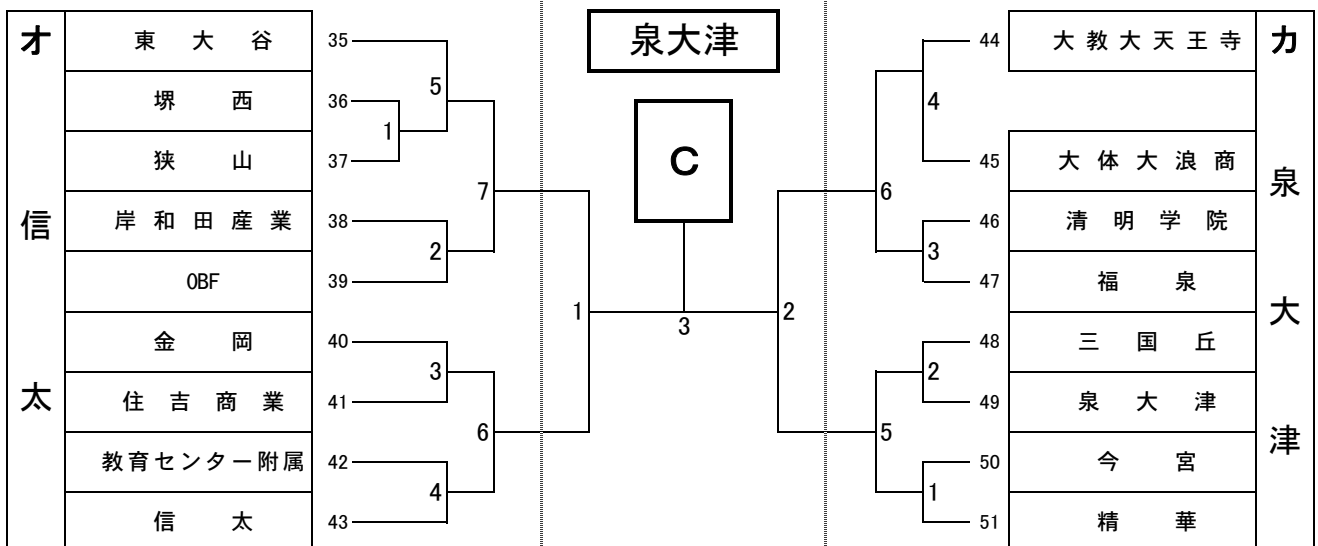 オ
信
太
東大谷 35
堺西 36
狭山 37
岸和田産業 38
OBF 39
金岡 40
住吉商業 41
教育センター附属 42
信太 43
5
1
7
2
3
6
4
1
泉大津
C
3
2
4
6
3
2
5
1
44 大教大天王寺
45 大体大浪商
46 清明学院
47 福泉
48 三国丘
49 泉大津
50 今宮
51 精華
カ
泉
大
津